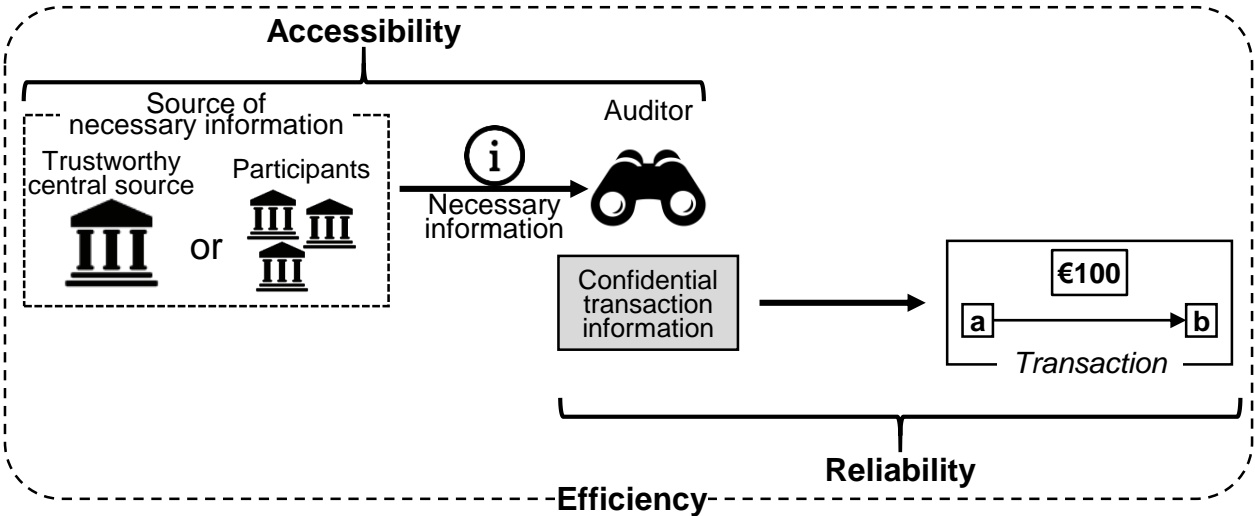 Accessibility
Source of
necessary information
Trustworthy
central source
or
Participants
i
Necessary
information
Auditor
Confidential
transaction
information
€100
a
b
Transaction
Reliability
Efficiency